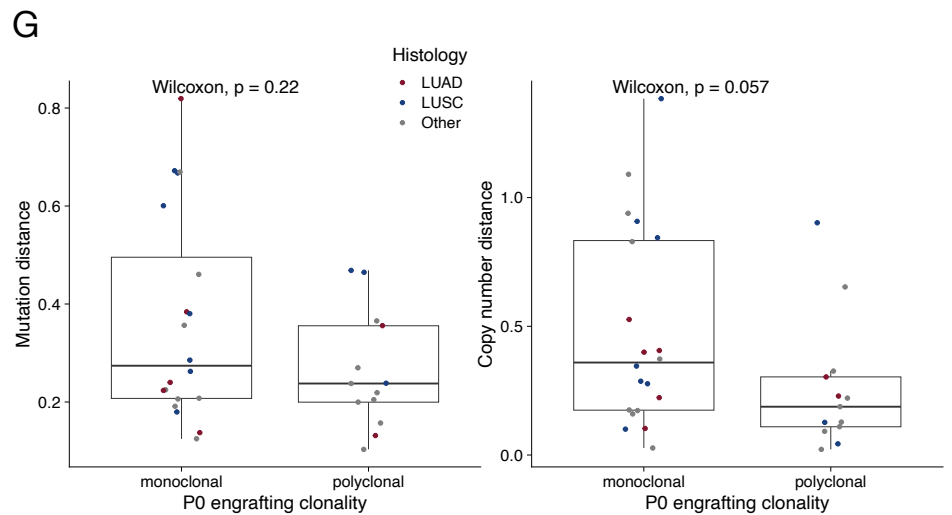 G
Histology
LUAD
LUSC
Other
Wilcoxon, p = 0.22
Mutation distance
0.8
0.6
0.4
0.2
monoclonal
polyclonal
P0 engrafting clonality
Wilcoxon, p = 0.057
Copy number distance
1.0
0.5
0.0
monoclonal
polyclonal
P0 engrafting clonality